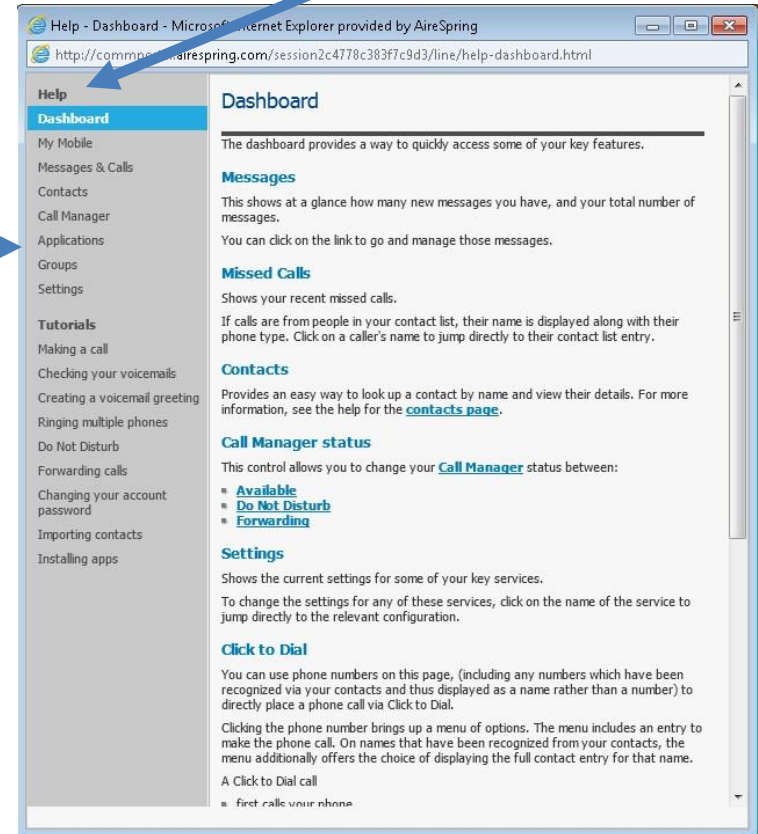 Help - Dashboard - Microsoft Internet Explorer provided by AireSpring
airespring.com/session2c4778c383f7c9d3/line/help-dashboard.html
Help
Dashboard
My Mobile
Messages & Calls
Contacts
Call Manager
Applications
Groups
Settings
Tutorials
Making a call
Checking your voicemails
Creating a voicemail greeting
Ringing multiple phones
Do Not Disturb
Forwarding calls
Changing your account
password
Importing contacts
Installing apps
Dashboard
The dashboard provides a way to quickly access some of your key features.
Messages
This shows at a glance how many new messages you have, and your total number of
messages.
You can click on the link to go and manage those messages.
Missed Calls
Shows your recent missed calls.
If calls are from people in your contact list, their name is displayed along with their
phone type. Click on a caller's name to jump directly to their contact list entry.
Contacts
Provides an easy way to look up a contact by name and view their details. For more
information, see the help for the contacts page.
Call Manager status
This control allows you to change your Call Manager status between:
Available
Do Not Disturb
Forwarding
Settings
Shows the current settings for some of your key services.
To change the settings for any of these services, click on the name of the service to
jump directly to the relevant configuration.
Click to Dial
You can use phone numbers on this page, (including any numbers which have been
recognized via your contacts and thus displayed as a name rather than a number) to
directly place a phone call via Click to Dial.
Clicking the phone number brings up a menu of options. The menu includes an entry to
make the phone call. On names that have been recognized from your contacts, the
menu additionally offers the choice of displaying the full contact entry for that name.
A Click to Dial call
first calls your phone